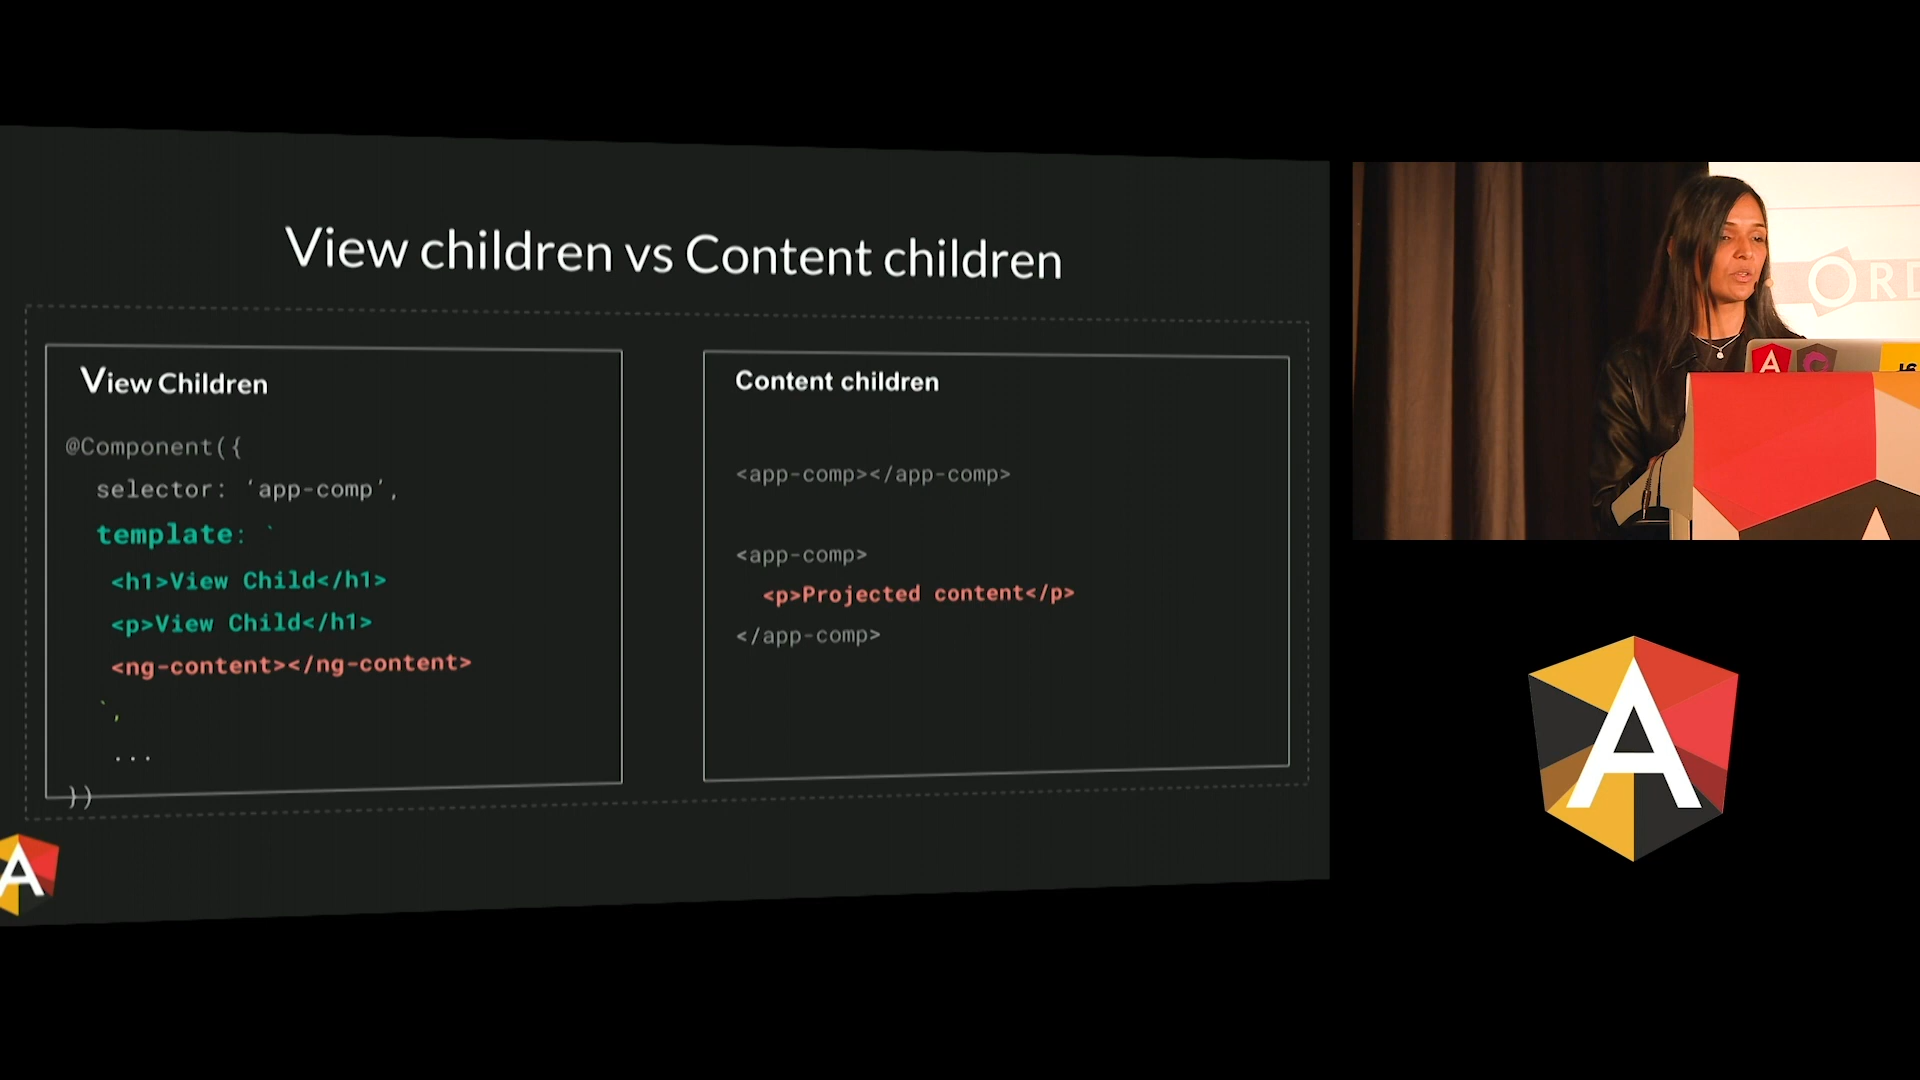 View children vs Content children
View Children
@Component({
selector: ‘app-comp’,
template: `
<h1>View Child</h1>
<p>View Child</h1>
<ng-content></ng-content>
`,
...
})
Content children
<app-comp></app-comp>
<app-comp>
<p>Projected content</p>
</app-comp>
ORD
A
A
A